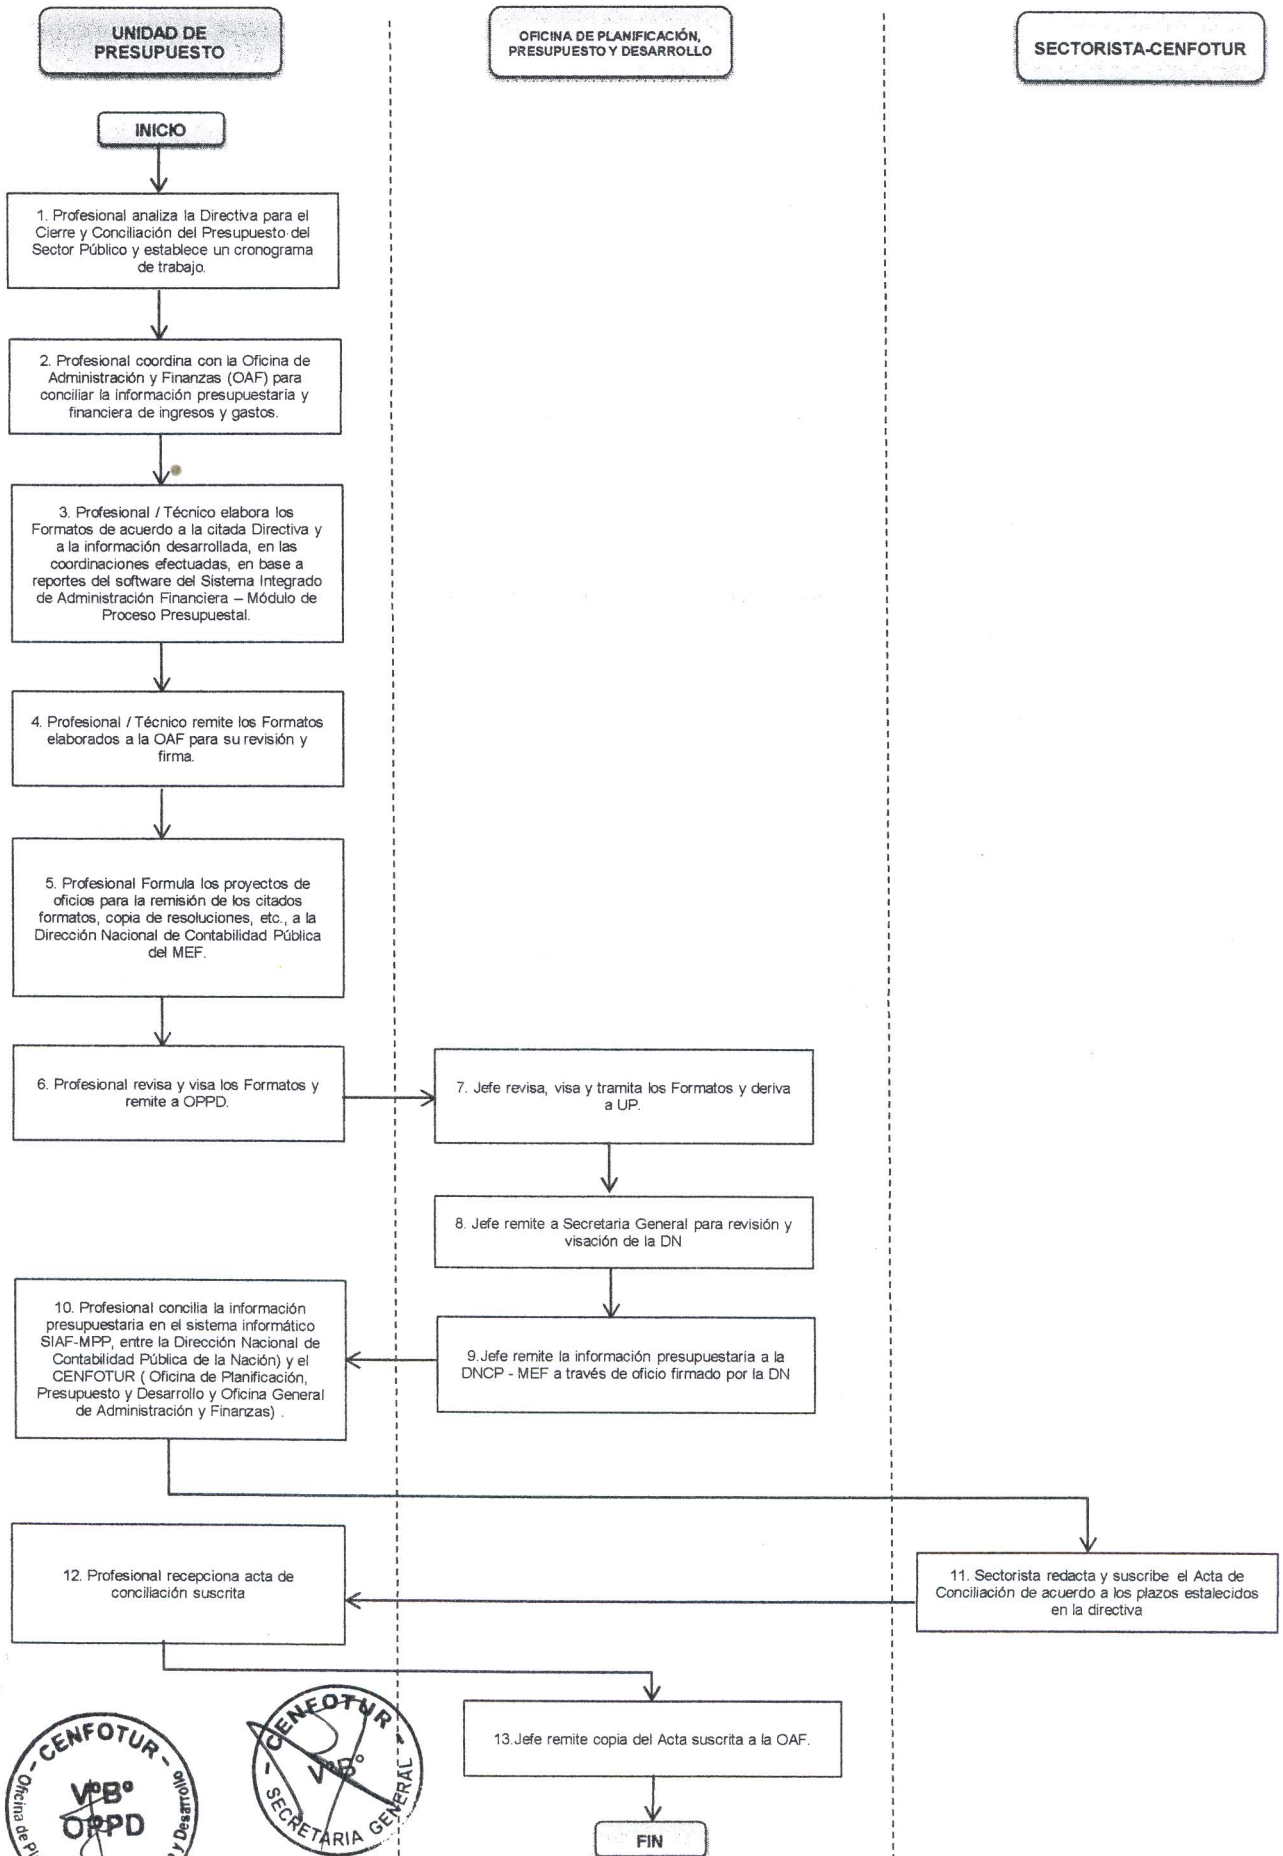 UNIDAD DE
PRESUPUESTO
OFICINA DE PLANIFICACIÓN,
PRESUPUESTO Y DESARROLLO
SECTORISTA-CENFOTUR
INICIO
1. Profesional analiza la Directiva para el
Cierre y Conciliación del Presupuesto del
Sector Público y establece un cronograma
de trabajo.
2. Profesional coordina con la Oficina de
Administración y Finanzas (OAF) para
conciliar la información presupuestaria y
financiera de ingresos y gastos.
3. Profesional / Técnico elabora los
Formatos de acuerdo a la citada Directiva y
a la información desarrollada, en las
coordinaciones efectuadas, en base a
reportes del software del Sistema Integrado
de Administración Financiera – Módulo de
Proceso Presupuestal.
4. Profesional / Técnico remite los Formatos
elaborados a la OAF para su revisión y
firma.
5. Profesional Formula los proyectos de
oficios para la remisión de los citados
formatos, copia de resoluciones, etc., a la
Dirección Nacional de Contabilidad Pública
del MEF.
6. Profesional revisa y visa los Formatos y
remite a OPPD.
7. Jefe revisa, visa y tramita los Formatos y deriva
a UP.
8. Jefe remite a Secretaria General para revisión y
visación de la DN
9.Jefe remite la información presupuestaria a la
DNCP - MEF a través de oficio firmado por la DN
10. Profesional concilia la información
presupuestaria en el sistema informático
SIAF-MPP, entre la Dirección Nacional de
Contabilidad Pública de la Nación) y el
CENFOTUR ( Oficina de Planificación,
Presupuesto y Desarrollo y Oficina General
de Administración y Finanzas) .
11. Sectorista redacta y suscribe el Acta de
Conciliación de acuerdo a los plazos estalecidos
en la directiva
12. Profesional recepciona acta de
conciliación suscrita
13.Jefe remite copia del Acta suscrita a la OAF.
FIN
- CENFOTUR -
VºBº
OPPD
Oficina de
y Desarrollo
- CENFOTUR -
VºBº
SECRETARIA GENERAL